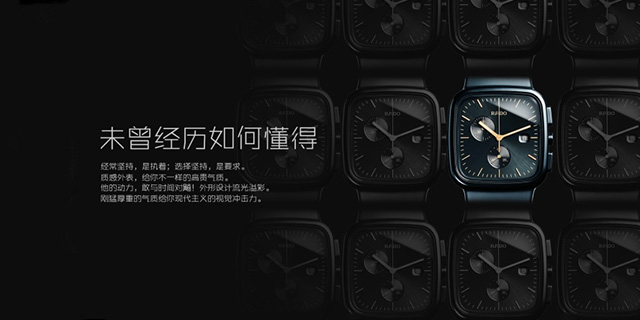 未曾经历如何懂得
经常坚持，是执着；选择坚持，是要求。
质感外表，给你不一样的高贵气质。
他的动力，敢与时间对飚！外形设计流光溢彩。
刚猛厚重的气质给你现代主义的视觉冲击力。
RADO